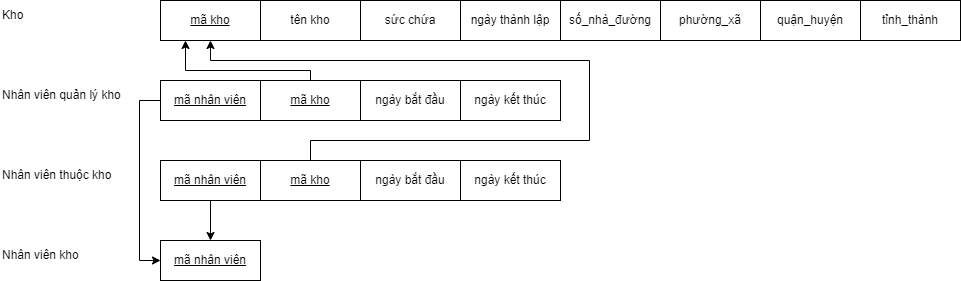 Kho
mã kho tên kho sức chứa ngày thành lập số_nhà_đường phường_xã quận_huyện tỉnh_thành
Nhân viên quản lý kho
mã nhân viên mã kho ngày bắt đầu ngày kết thúc
Nhân viên thuộc kho
mã nhân viên mã kho ngày bắt đầu ngày kết thúc
Nhân viên kho
mã nhân viên